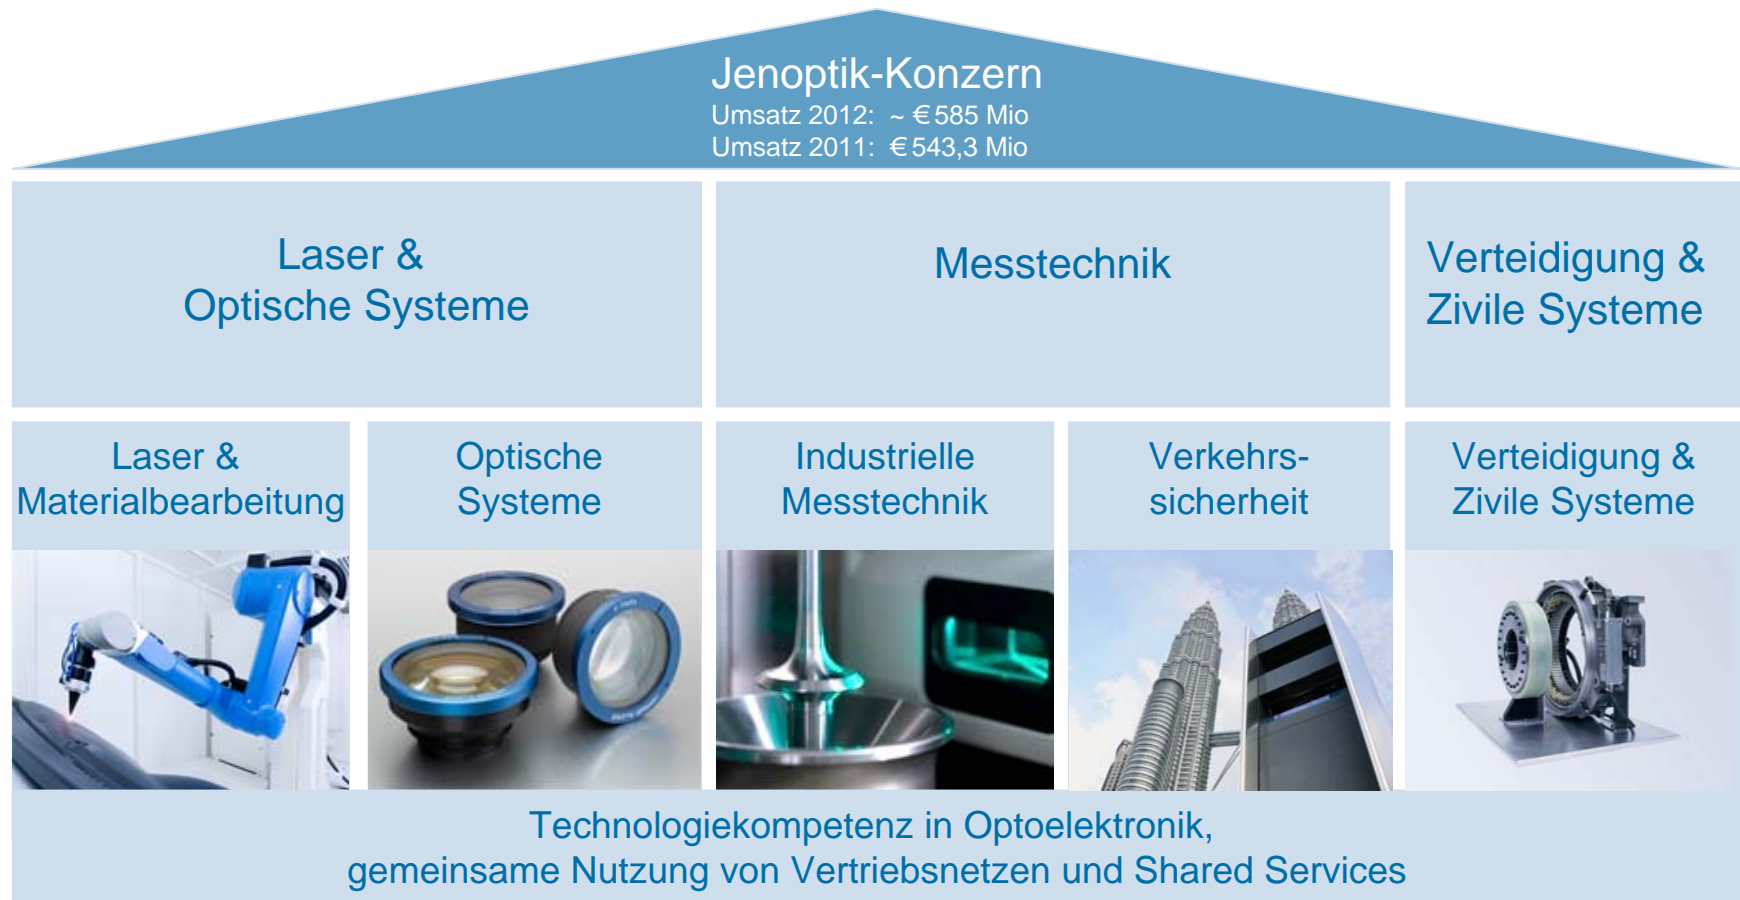 Jenoptik-Konzern
Umsatz 2012: ~ € 585 Mio
Umsatz 2011: € 543,3 Mio
Laser &
Optische Systeme
Messtechnik
Verteidigung &
Zivile Systeme
Laser &
Materialbearbeitung
Optische
Systeme
Industrielle
Messtechnik
Verkehrs-
sicherheit
Verteidigung &
Zivile Systeme
Technologiekompetenz in Optoelektronik,
gemeinsame Nutzung von Vertriebsnetzen und Shared Services